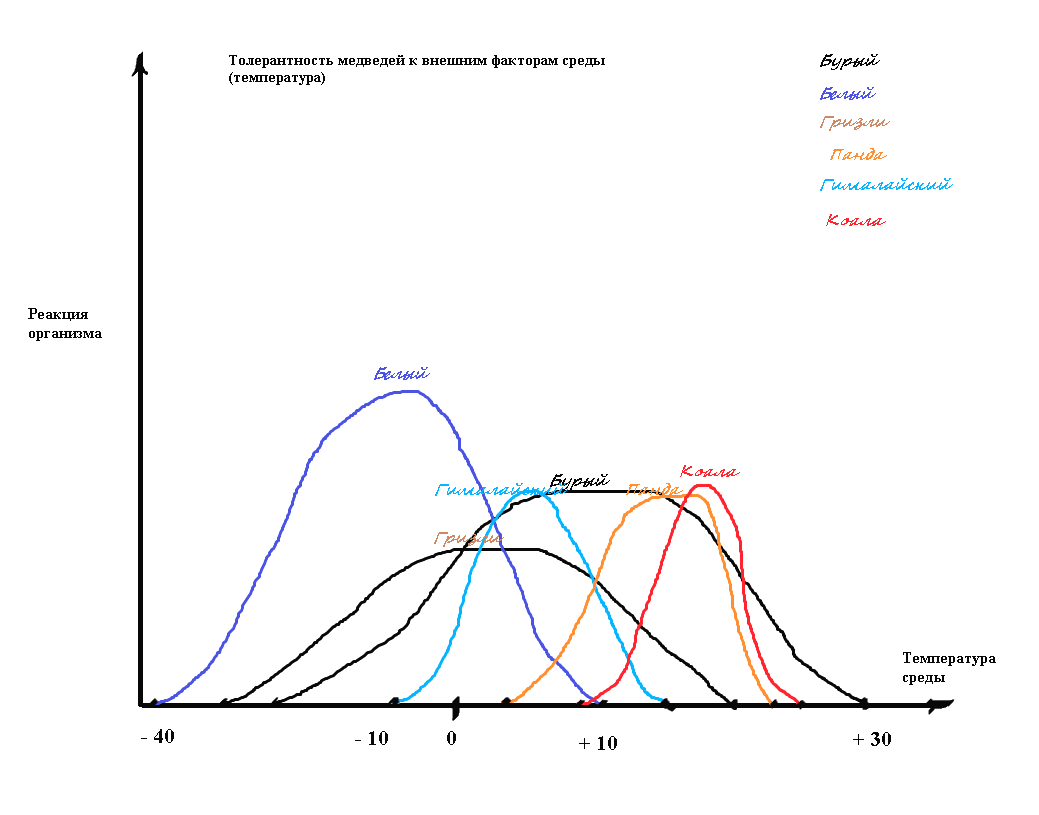 Толерантность медведей к внешним факторам среды
(температура)
Бурый
Белый
Гризли
Панда
Гималайский
Коала
Реакция
организма
Белый
Коала
Гималайский
Бурый
Панда
Гризли
Температура
среды
- 40
- 10
0
+ 10
+ 30